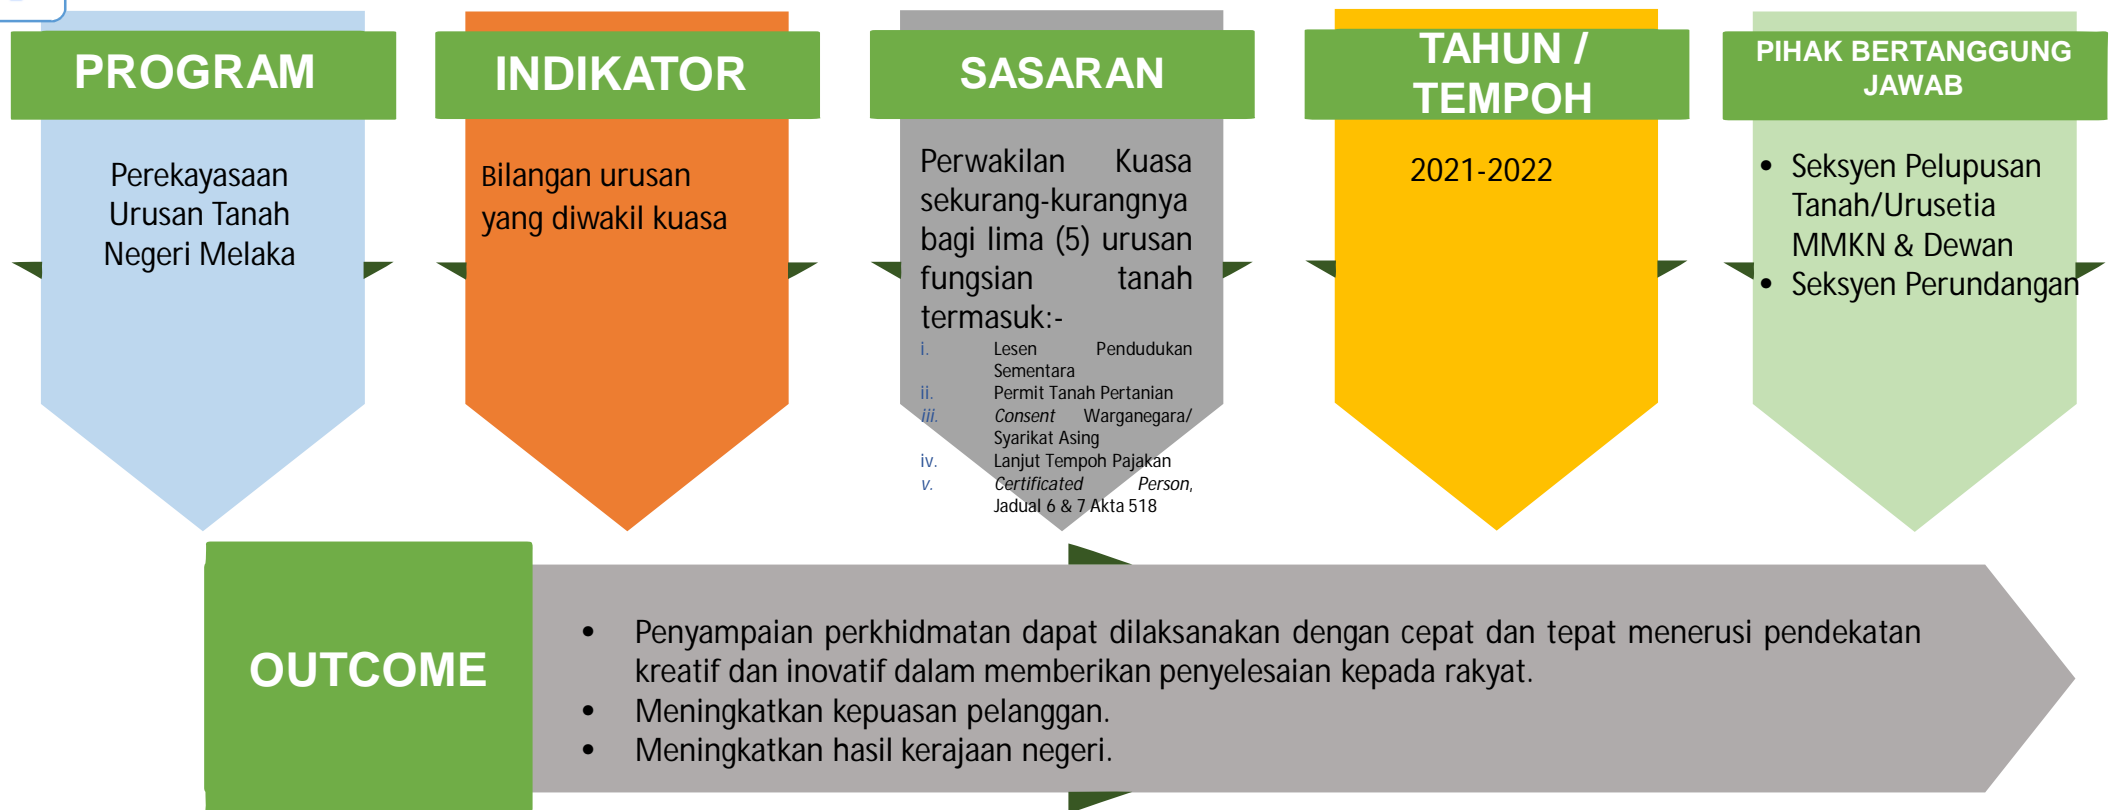 PROGRAM
Perekayasaan
Urusan Tanah
Negeri Melaka
INDIKATOR
Bilangan urusan
yang diwakil kuasa
SASARAN
Perwakilan Kuasa
sekurang-kurangnya
bagi lima (5) urusan
fungsian tanah
termasuk:-
i. Lesen Pendudukan
Sementara
ii. Permit Tanah Pertanian
iii. Consent Warganegara/
Syarikat Asing
iv. Lanjut Tempoh Pajakan
v. Certificated Person,
Jadual 6 & 7 Akta 518
TAHUN /
TEMPOH
2021-2022
PIHAK BERTANGGUNG
JAWAB
• Seksyen Pelupusan
Tanah/Urusetia
MMKN & Dewan
• Seksyen Perundangan
OUTCOME
• Penyampaian perkhidmatan dapat dilaksanakan dengan cepat dan tepat menerusi pendekatan
kreatif dan inovatif dalam memberikan penyelesaian kepada rakyat.
• Meningkatkan kepuasan pelanggan.
• Meningkatkan hasil kerajaan negeri.